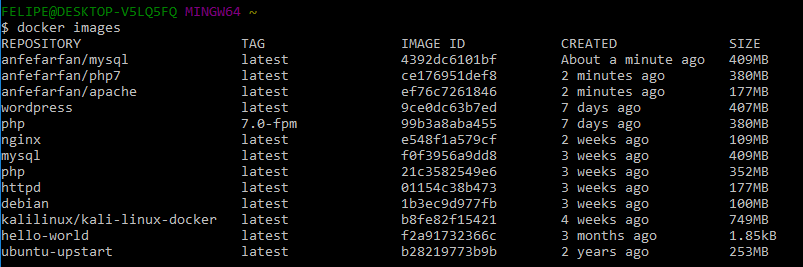 FELIPE@DESKTOP-V5LQ5FQ MINGW64 ~
$ docker images
REPOSITORY TAG IMAGE ID CREATED SIZE
anfefarfan/mysql latest 4392dc6101bf About a minute ago 409MB
anfefarfan/php7 latest ce176951def8 2 minutes ago 380MB
anfefarfan/apache latest ef76c7261846 2 minutes ago 177MB
wordpress latest 9ce0dc63b7ed 7 days ago 407MB
php 7.0-fpm 99b3a8aba455 7 days ago 380MB
nginx latest e548f1a579cf 2 weeks ago 109MB
mysql latest f0f3956a9dd8 3 weeks ago 409MB
php latest 21c3582549e6 3 weeks ago 352MB
httpd latest 01154c38b473 3 weeks ago 177MB
debian latest 1b3ec9d977fb 3 weeks ago 100MB
kalilinux/kali-linux-docker latest b8fe82f15421 4 weeks ago 749MB
hello-world latest f2a91732366c 3 months ago 1.85kB
ubuntu-upstart latest b28219773b9b 2 years ago 253MB